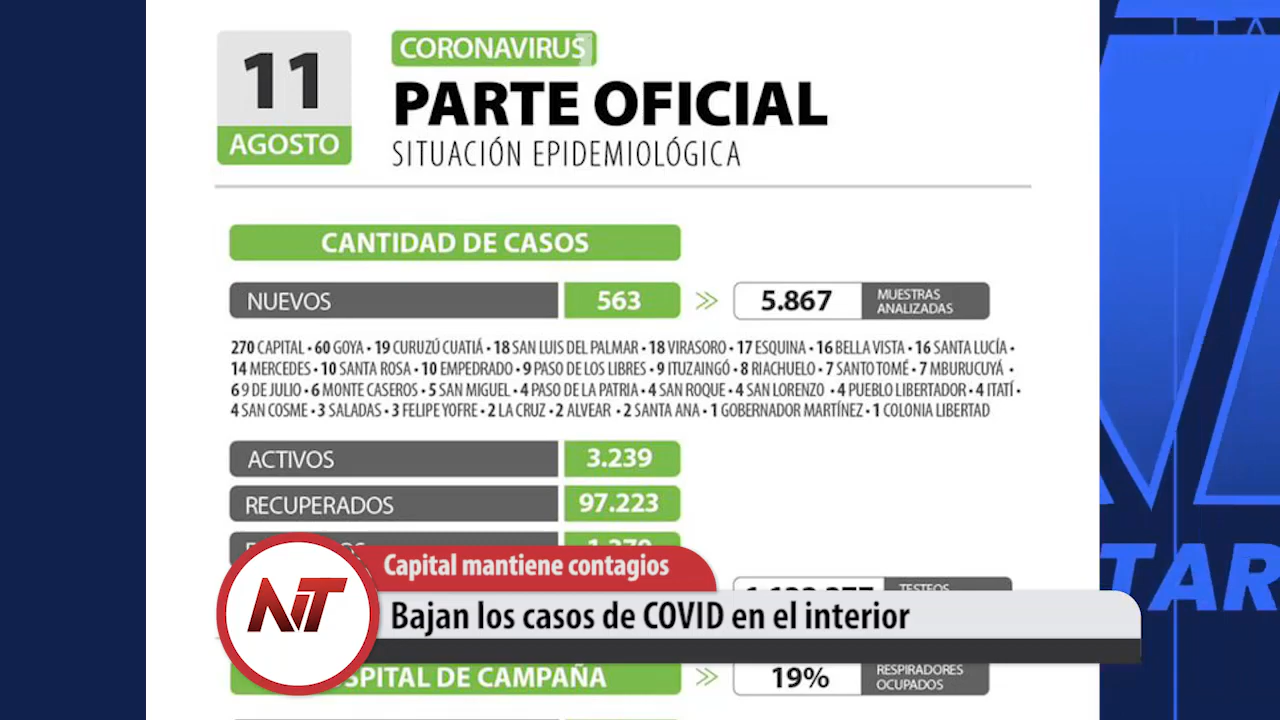 11
AGOSTO
CORONAVIRUS
PARTE OFICIAL
SITUACIÓN EPIDEMIOLÓGICA
CANTIDAD DE CASOS
NUEVOS 563 5.867 MUESTRAS ANALIZADAS
270 CAPITAL • 60 GOYA • 19 CURUZÚ CUATIÁ • 18 SAN LUIS DEL PALMAR • 18 VIRASORO • 17 ESQUINA • 16 BELLA VISTA • 16 SANTA LUCÍA •
14 MERCEDES • 10 SANTA ROSA • 10 EMPEDRADO • 9 PASO DE LOS LIBRES • 9 ITUZAINGÓ • 8 RIACHUELO • 7 SANTO TOMÉ • 7 MBURUCUYÁ •
6 9 DE JULIO • 6 MONTE CASEROS • 5 SAN MIGUEL • 4 PASO DE LA PATRIA • 4 SAN ROQUE • 4 SAN LORENZO • 4 PUEBLO LIBERTADOR • 4 ITATÍ •
4 SAN COSME • 3 SALADAS • 3 FELIPE YOFRE • 2 LA CRUZ • 2 ALVEAR • 2 SANTA ANA • 1 GOBERNADOR MARTÍNEZ • 1 COLONIA LIBERTAD
ACTIVOS 3.239
RECUPERADOS 97.223
Capital mantiene contagios
NT
Bajan los casos de COVID en el interior
SPITAL DE CAMPAÑA 19% RESPIRADORES OCUPADOS
TAR